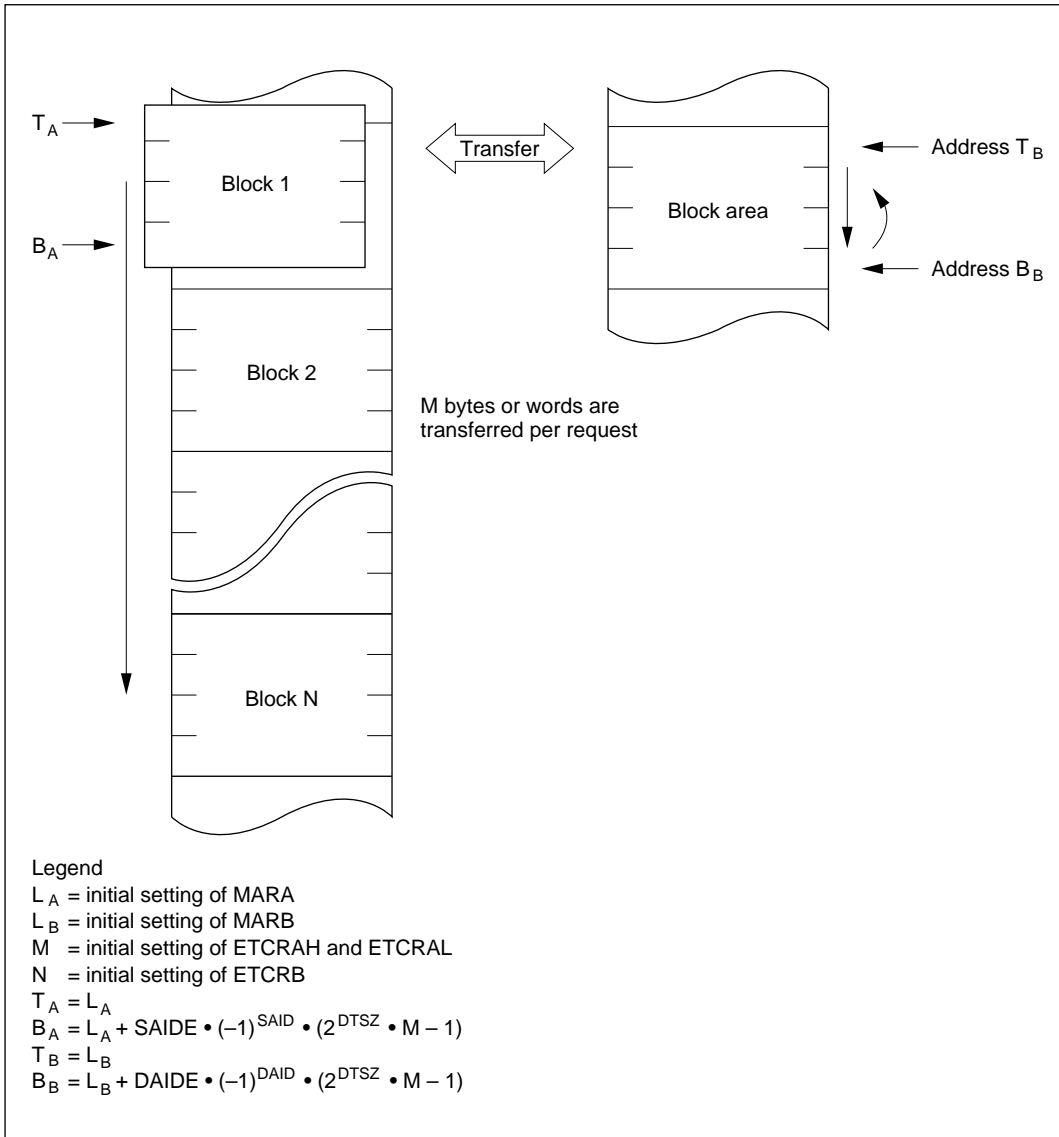 T_A
Transfer
Address T_B
Block 1
Block area
B_A
Address B_B
Block 2
M bytes or words are
transferred per request
Block N
Legend
L_A = initial setting of MARA
L_B = initial setting of MARB
M = initial setting of ETCRAH and ETCRAL
N = initial setting of ETCRB
T_A = L_A
B_A = L_A + SAIDE • (–1)^SAID • (2^DTSZ • M – 1)
T_B = L_B
B_B = L_B + DAIDE • (–1)^DAID • (2^DTSZ • M – 1)